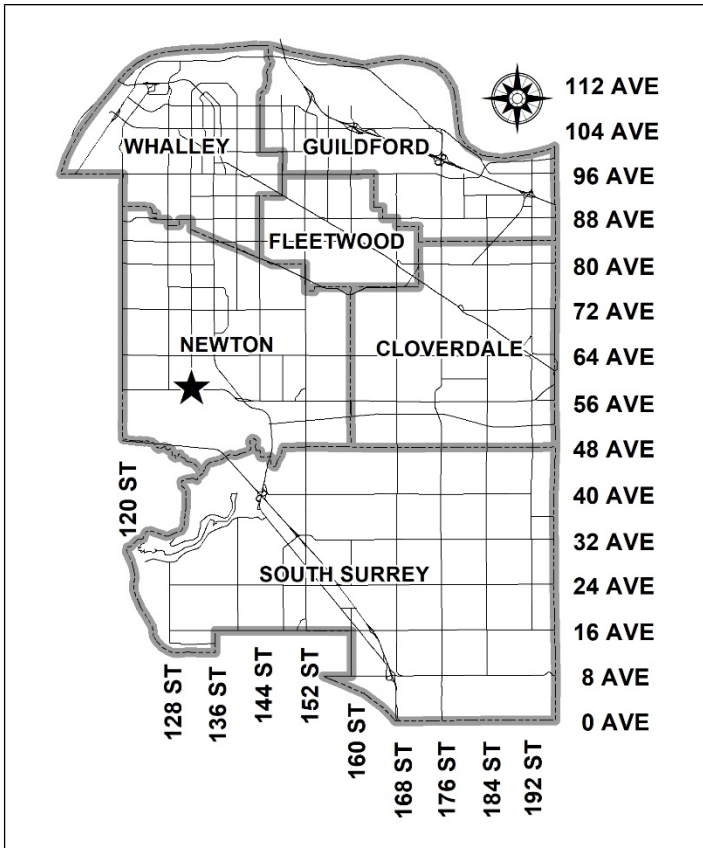 112 AVE
104 AVE
WHALLEY
GUILDFORD
96 AVE
88 AVE
FLEETWOOD
80 AVE
72 AVE
NEWTON
CLOVERDALE
64 AVE
56 AVE
48 AVE
120 ST
40 AVE
32 AVE
SOUTH SURREY
24 AVE
16 AVE
8 AVE
128 ST
136 ST
144 ST
152 ST
160 ST
0 AVE
168 ST
176 ST
184 ST
192 ST